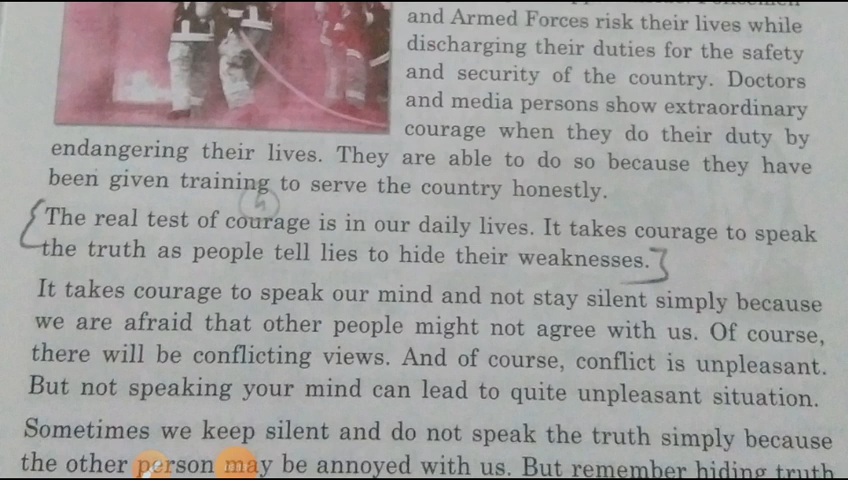 and Armed Forces risk their lives while
discharging their duties for the safety
and security of the country. Doctors
and media persons show extraordinary
courage when they do their duty by
endangering their lives. They are able to do so because they have
been given training to serve the country honestly.
The real test of courage is in our daily lives. It takes courage to speak
the truth as people tell lies to hide their weaknesses.
It takes courage to speak our mind and not stay silent simply because
we are afraid that other people might not agree with us. Of course,
there will be conflicting views. And of course, conflict is unpleasant.
But not speaking your mind can lead to quite unpleasant situation.
Sometimes we keep silent and do not speak the truth simply because
the other person may be annoyed with us. But remember hiding truth